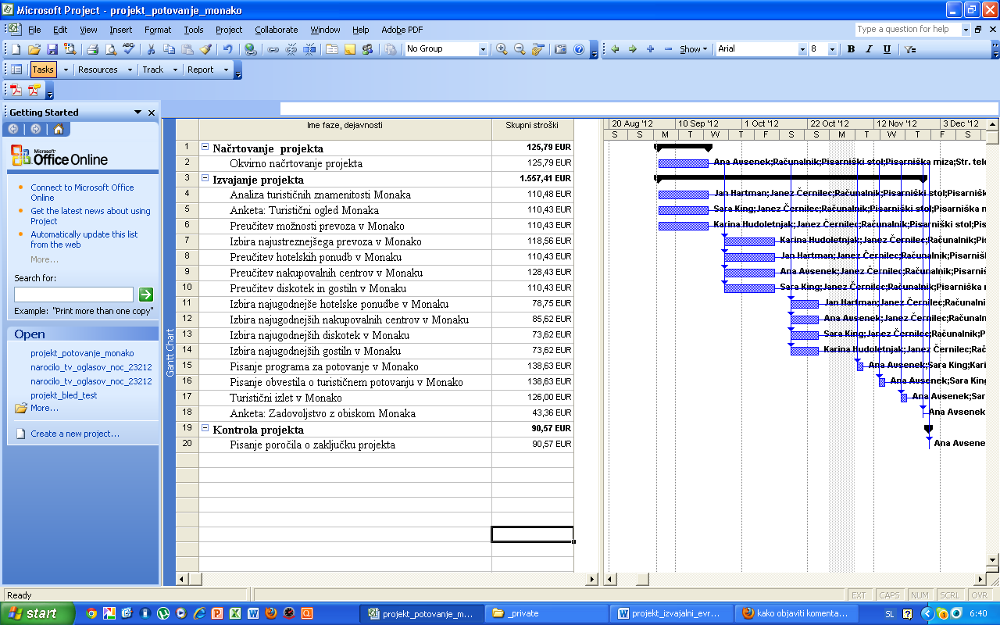 Microsoft Project - projekt_potovanje_monako
File Edit View Insert Format Tools Project Collaborate Window Help Adobe PDF
Type a question for help
No Group
Show
Arial
8
B I U
Tasks Resources Track Report
Getting Started
Microsoft
Office Online
Connect to Microsoft Office
Online
Get the latest news about using
Project
Automatically update this list
from the web
More...
Search for:
Example: "Print more than one copy"
Open
projekt_potovanje_monako
narocilo_tv_oglasov_noc_23212
narocilo_tv_oglasov_noc_23212
projekt_bled_test
More...
Create a new project...
Gantt Chart
Ime faze, dejavnosti Skupni stroški
1 Načrtovanje projekta 125,79 EUR
2 Okvirno načrtovanje projekta 125,79 EUR
3 Izvajanje projekta 1.557,41 EUR
4 Analiza turističnih znamenitosti Monaka 110,48 EUR
5 Anketa: Turistični ogled Monaka 110,43 EUR
6 Preučitev možnosti prevoza v Monako 110,43 EUR
7 Izbira najustreznejšega prevoza v Monako 118,56 EUR
8 Preučitev hotelskih ponudb v Monaku 110,43 EUR
9 Preučitev nakupovalnih centrov v Monaku 128,43 EUR
10 Preučitev diskotek in gostiln v Monaku 110,43 EUR
11 Izbira najugodnejše hotelske ponudbe v Monaku 78,75 EUR
12 Izbira najugodnejših nakupovalnih centrov v Monaku 85,62 EUR
13 Izbira najugodnejših diskotek v Monaku 73,62 EUR
14 Izbira najugodnejših gostiln v Monaku 73,62 EUR
15 Pisanje programa za potovanje v Monako 138,63 EUR
16 Pisanje obvestila o turističnem potovanju v Monako 138,63 EUR
17 Turistični izlet v Monako 126,00 EUR
18 Anketa: Zadovoljstvo z obiskom Monaka 43,36 EUR
19 Kontrola projekta 90,57 EUR
20 Pisanje poročila o zaključku projekta 90,57 EUR
20 Aug '12 10 Sep '12 1 Oct '12 22 Oct '12 12 Nov '12 3 Dec '12
S S M T W T F S S M T W T F S
Ana Avsenek;Računalnik;Pisarniški stol;Pisarniška miza;Str. tele
Jan Hartman;Janez Černilec;Računalnik;Pisarniški stol;Pisarnišk
Sara King;Janez Černilec;Računalnik;Pisarniški stol;Pisarniška m
Karina Hudoletnjak;Janez Černilec;Računalnik;Pisarniški stol;Pi
Karina Hudoletnjak;Janez Černilec;Računalnik;Pi
Jan Hartman;Janez Černilec;Računalnik;Pisarnišk
Ana Avsenek;Janez Černilec;Računalnik;Pisarn
Sara King;Janez Černilec;Računalnik;Pisarniška m
Jan Hartman;Janez Černilec;Računaln
Ana Avsenek;Janez Černilec;Računaln
Sara King;Janez Černilec;Računalnik;P
Karina Hudoletnjak;Janez Černilec;Rač
Ana Avsenek;Sara King;Kari
Ana Avsenek;Sara King
Ana Avsenek;Sar
Ana Avsenek
Ana Avsene
Ready
EXT CAPS NUM SCRL OVR
start
projekt_potovanje_m... _private projekt_izvajalni_evr... kako objaviti komenta...
SL
6:40